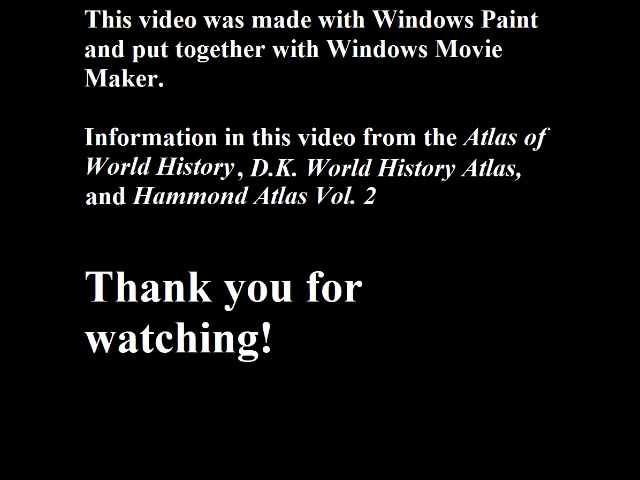 This video was made with Windows Paint
and put together with Windows Movie
Maker.
Information in this video from the Atlas of
World History, D.K. World History Atlas,
and Hammond Atlas Vol. 2
Thank you for
watching!